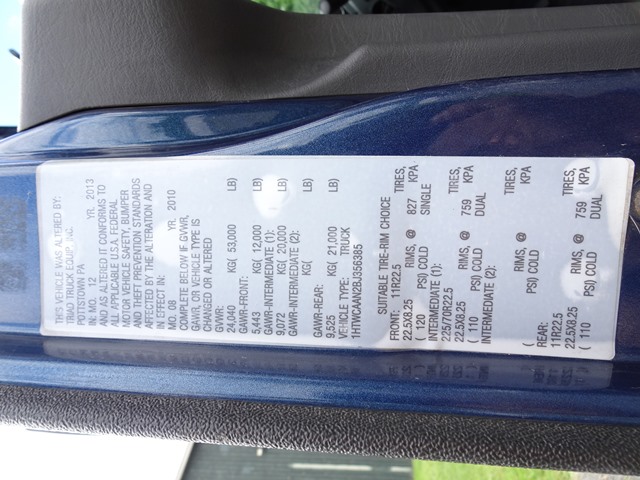 THIS VEHICLE WAS ALTERED BY:
TRIUS TRUCK EQUIP. INC.
POTTSTOWN PA
IN: MO. 12 YR. 2013
AND AS ALTERED IT CONFORMS TO
ALL APPLICABLE U.S.A. FEDERAL
MOTOR VEHICLE SAFETY, BUMPER
AND THEFT PREVENTION STANDARDS
AFFECTED BY THE ALTERATION AND
IN EFFECT IN:
MO. 08 YR. 2010
COMPLETE BELOW IF GVWR,
GAWR, OR VEHICLE TYPE IS
CHANGED OR ALTERED
GVWR:
24,040 KG( 53,000 LB)
GAWR-FRONT:
5,443 KG( 12,000 LB)
GAWR-INTERMEDIATE (1):
9,072 KG( 20,000 LB)
GAWR-INTERMEDIATE (2):
KG( LB)
GAWR-REAR:
9,525 KG( 21,000 LB)
VEHICLE TYPE: TRUCK
1HTWCAAN2BJ356385
SUITABLE TIRE-RIM CHOICE
FRONT: 11R22.5 TIRES,
22.5X8.25 RIMS, @ 827 KPA
( 120 PSI) COLD SINGLE
INTERMEDIATE (1):
225/70R22.5 TIRES,
22.5X8.25 RIMS, @ 759 KPA
( 110 PSI) COLD DUAL
INTERMEDIATE (2):
TIRES,
RIMS, @ KPA
( PSI) COLD
REAR:
11R22.5 TIRES,
22.5X8.25 RIMS, @ 759 KPA
( 110 PSI) COLD DUAL